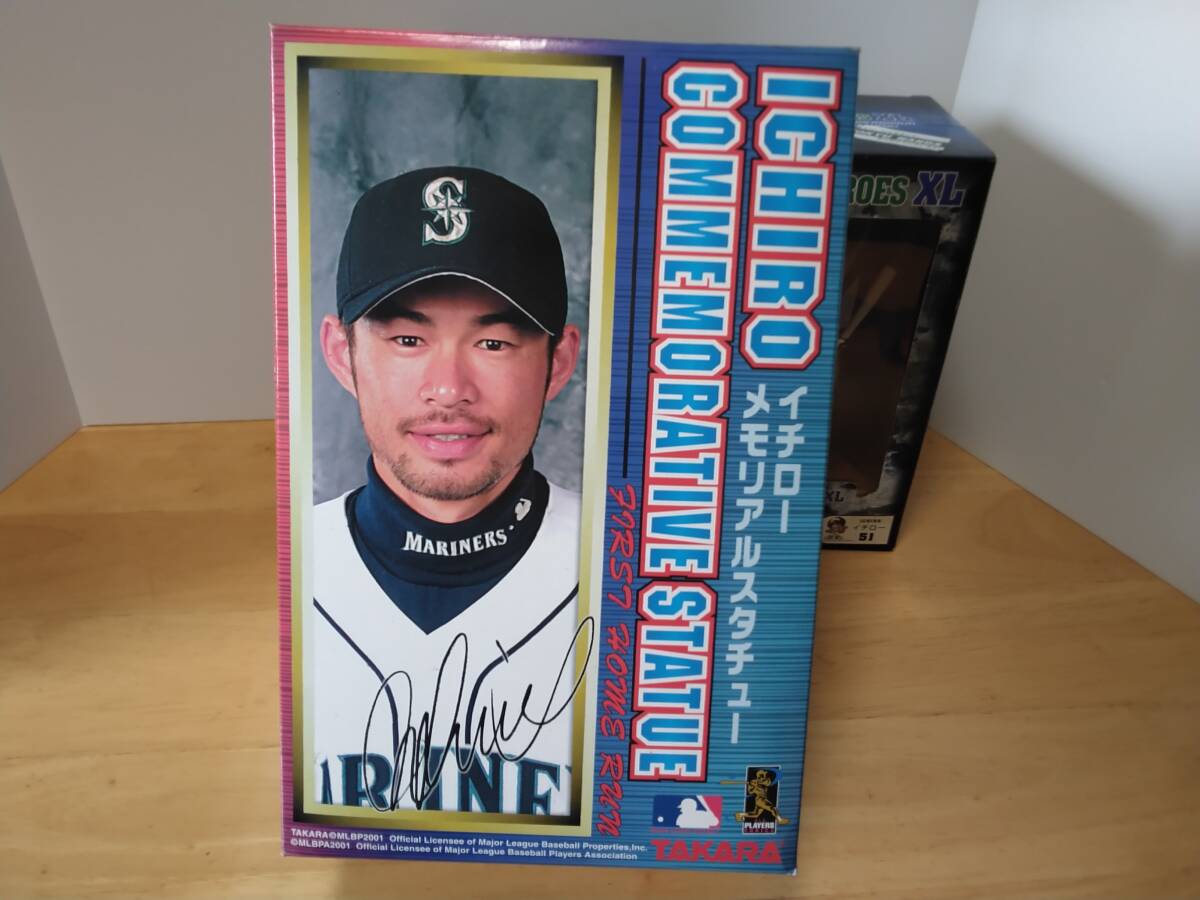 ICHIRO
COMMEMORATIVE STATUE
イチロー
メモリアルスタチュー
FIRST HOME RUN
S
MARINERS
TAKARA©MLBP2001 Official Licensee of Major League Baseball Properties,Inc.
©MLBPA2001 Official Licensee of Major League Baseball Players Association
PLAYERS
CHOICE
TAKARA
ROES XL
XL
イチロー
51